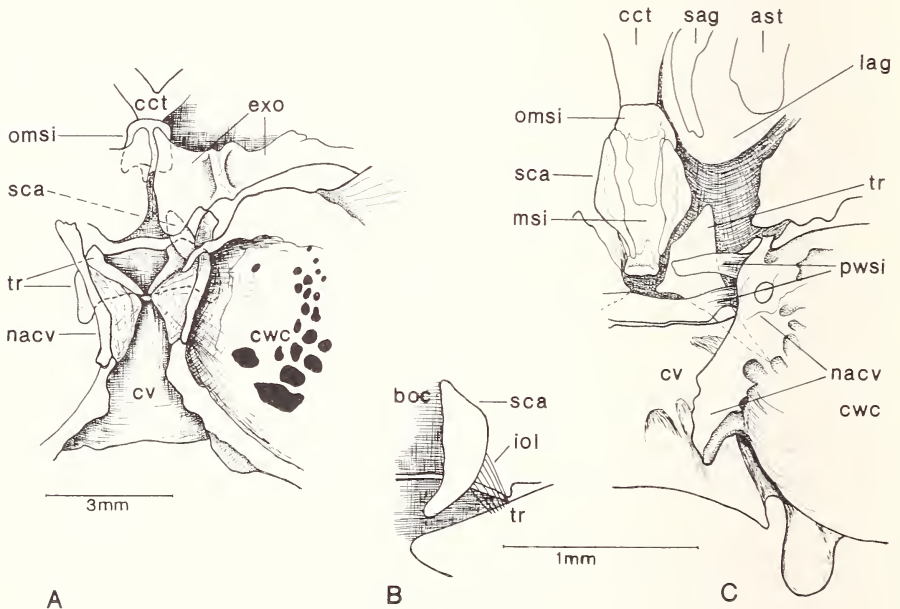 cct
exo
omsi
sca
tr
nacv
cwc
cv
3mm
A
boc
sca
iol
tr
1mm
B
cct
sag
ast
lag
omsi
sca
tr
msi
pwsi
cv
nacv
cwc
C